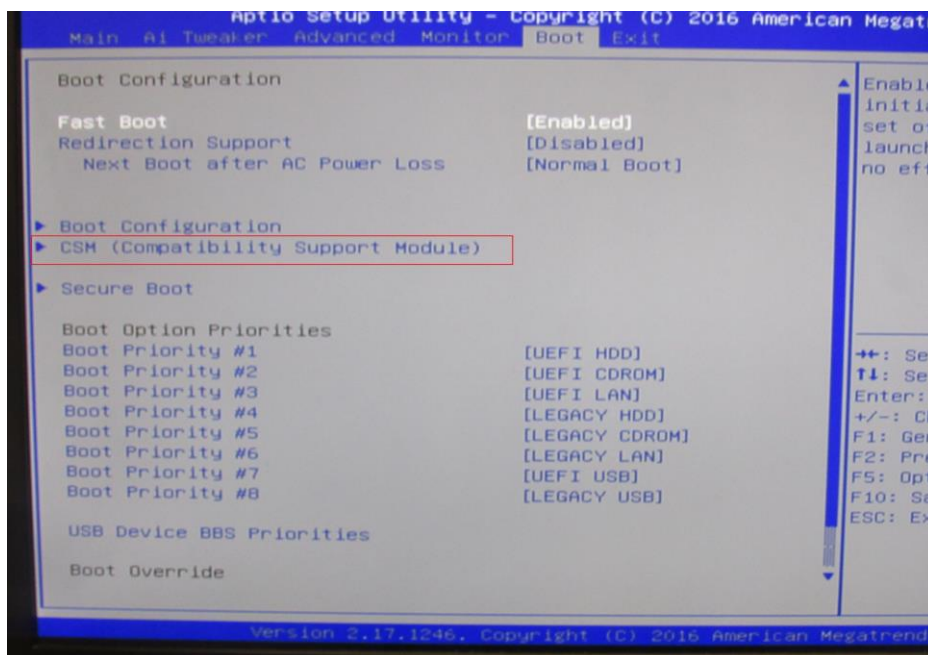 Aptio Setup Utility - Copyright (C) 2016 American
Main Ai Tweaker Advanced Monitor Boot Exit
Boot Configuration
Fast Boot [Enabled]
Redirection Support [Disabled]
Next Boot after AC Power Loss [Normal Boot]
Boot Configuration
CSM (Compatibility Support Module)
Secure Boot
Boot Option Priorities
Boot Priority #1 [UEFI HDD]
Boot Priority #2 [UEFI CDROM]
Boot Priority #3 [UEFI LAN]
Boot Priority #4 [LEGACY HDD]
Boot Priority #5 [LEGACY CDROM]
Boot Priority #6 [LEGACY LAN]
Boot Priority #7 [UEFI USB]
Boot Priority #8 [LEGACY USB]
USB Device BBS Priorities
Boot Override
Enabl
initi
set o
launch
no ef
→←: Se
↑↓: Se
Enter:
+/-: C
F1: Ge
F2: Pr
F5: Op
F10: S
ESC: E
Version 2.17.1246. Copyright (C) 2016 American Megatrend